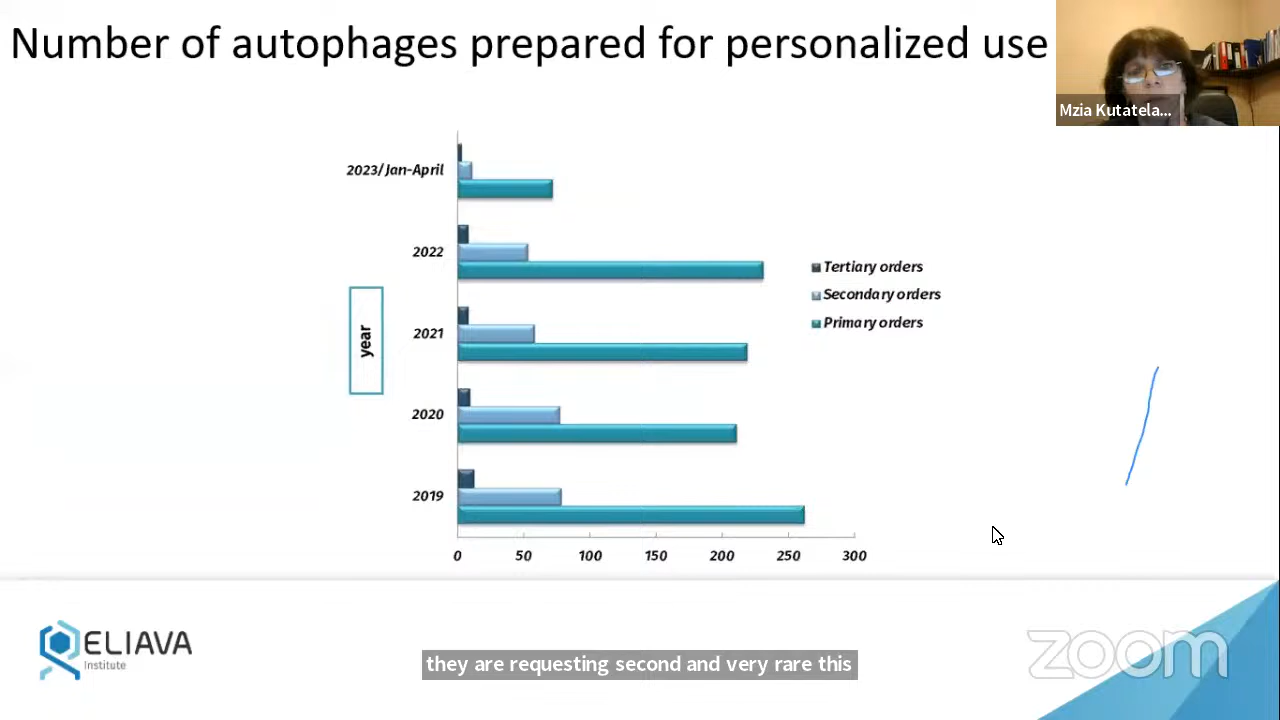 Number of autophages prepared for personalized use
Mzia Kutatela...
2023/Jan-April
2022
2021
2020
2019
year
Tertiary orders
Secondary orders
Primary orders
0 50 100 150 200 250 300
ELIAVA
Institute
they are requesting second and very rare this
zoom